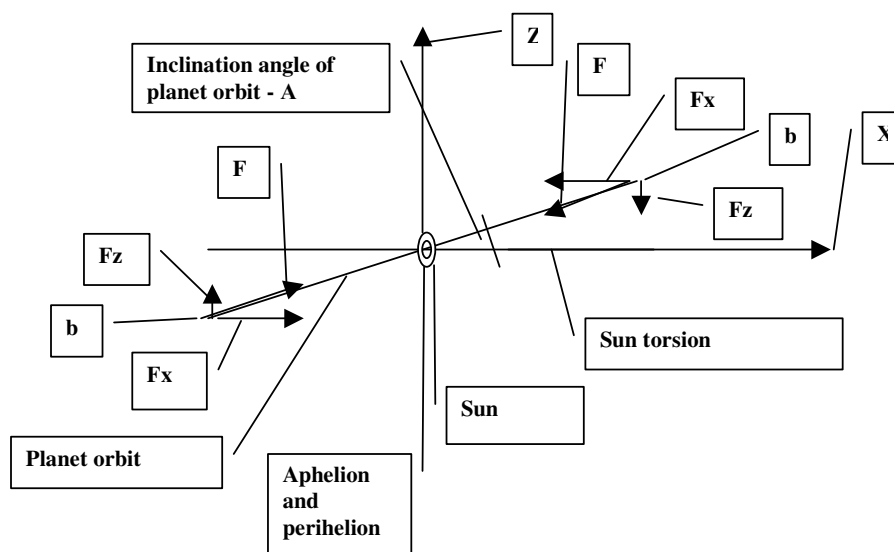 Z
Inclination angle of
planet orbit - A
F
Fx
b
X
F
Fz
Fz
b
Fx
Sun torsion
Sun
Planet orbit
Aphelion
and
perihelion